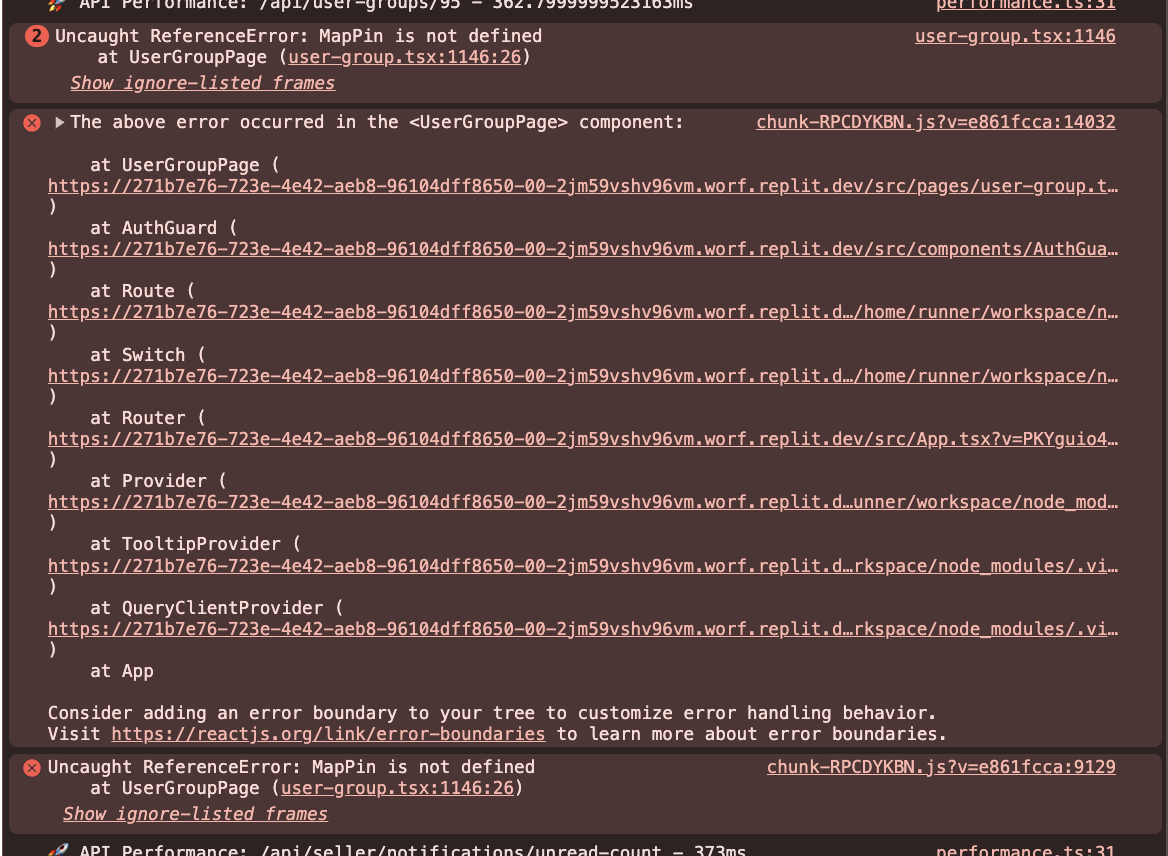 🚀 API Performance: /api/user-groups/95 - 362.7999999523163ms performance.ts:31
2 Uncaught ReferenceError: MapPin is not defined user-group.tsx:1146
at UserGroupPage (user-group.tsx:1146:26)
Show ignore-listed frames
The above error occurred in the <UserGroupPage> component: chunk-RPCDYKBN.js?v=e861fcca:14032
at UserGroupPage (
https://271b7e76-723e-4e42-aeb8-96104dff8650-00-2jm59vshv96vm.worf.replit.dev/src/pages/user-group.t…
)
at AuthGuard (
https://271b7e76-723e-4e42-aeb8-96104dff8650-00-2jm59vshv96vm.worf.replit.dev/src/components/AuthGua…
)
at Route (
https://271b7e76-723e-4e42-aeb8-96104dff8650-00-2jm59vshv96vm.worf.replit.d…/home/runner/workspace/n…
)
at Switch (
https://271b7e76-723e-4e42-aeb8-96104dff8650-00-2jm59vshv96vm.worf.replit.d…/home/runner/workspace/n…
)
at Router (
https://271b7e76-723e-4e42-aeb8-96104dff8650-00-2jm59vshv96vm.worf.replit.dev/src/App.tsx?v=PKYguio4…
)
at Provider (
https://271b7e76-723e-4e42-aeb8-96104dff8650-00-2jm59vshv96vm.worf.replit.d…unner/workspace/node_mod…
)
at TooltipProvider (
https://271b7e76-723e-4e42-aeb8-96104dff8650-00-2jm59vshv96vm.worf.replit.d…rkspace/node_modules/.vi…
)
at QueryClientProvider (
https://271b7e76-723e-4e42-aeb8-96104dff8650-00-2jm59vshv96vm.worf.replit.d…rkspace/node_modules/.vi…
)
at App
Consider adding an error boundary to your tree to customize error handling behavior.
Visit https://reactjs.org/link/error-boundaries to learn more about error boundaries.
Uncaught ReferenceError: MapPin is not defined chunk-RPCDYKBN.js?v=e861fcca:9129
at UserGroupPage (user-group.tsx:1146:26)
Show ignore-listed frames
🚀 API Performance: /api/seller/notifications/unread-count - 373ms performance.ts:31